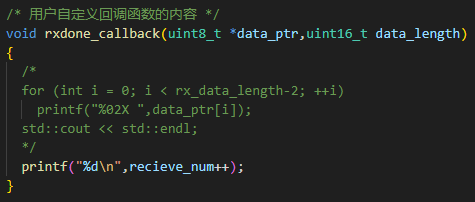 /* 用户自定义回调函数的内容 */
void rxdone_callback(uint8_t *data_ptr,uint16_t data_length)
{
  /*
  for (int i = 0; i < rx_data_length-2; ++i)
    printf("%02X ",data_ptr[i]);
  std::cout << std::endl;
  */
  printf("%d\n",recieve_num++);
}